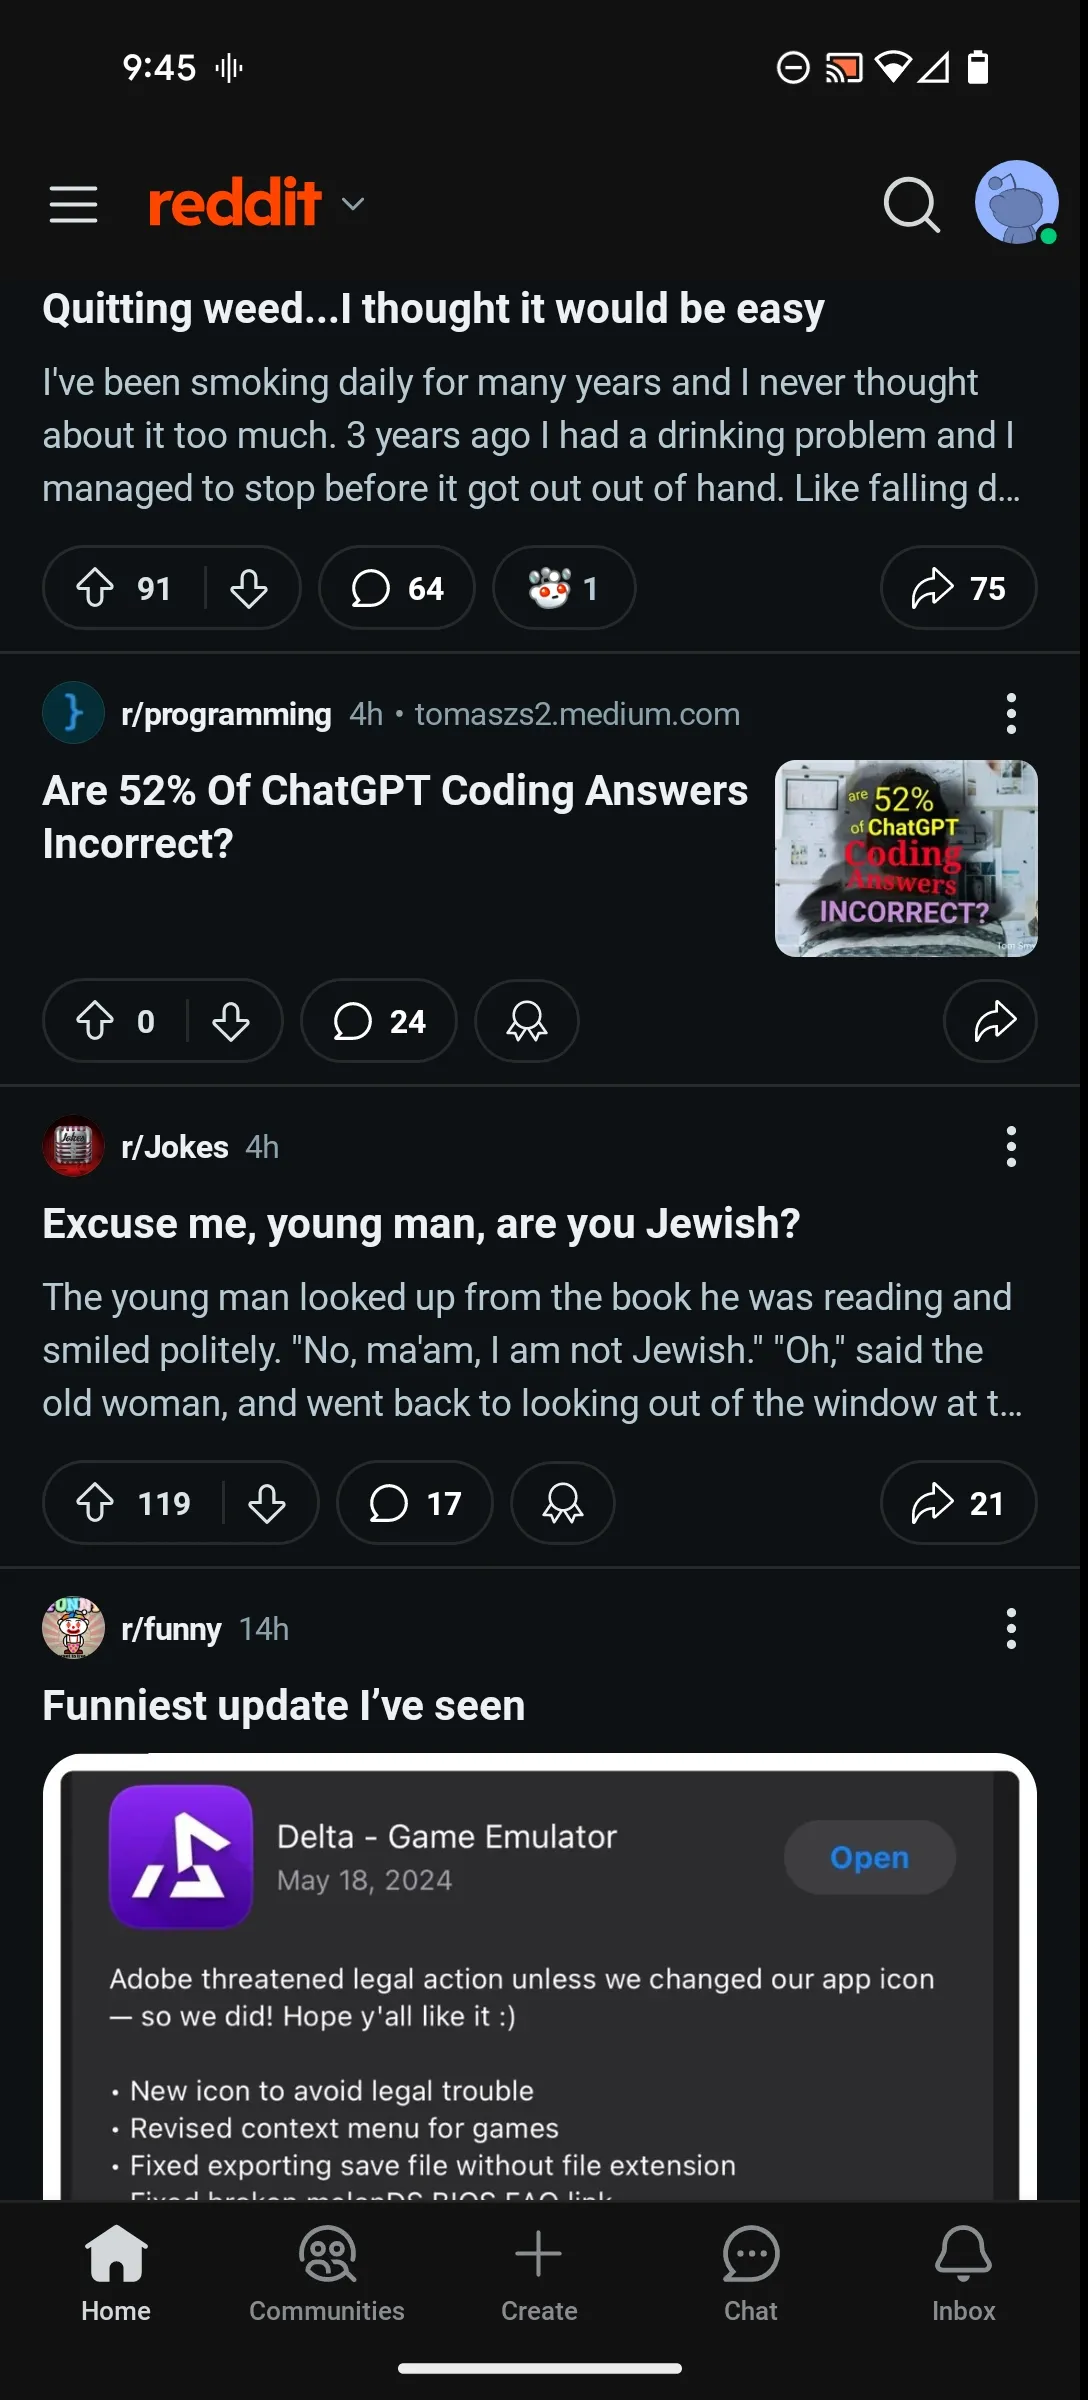 9:45
reddit
Quitting weed...I thought it would be easy
I've been smoking daily for many years and I never thought
about it too much. 3 years ago I had a drinking problem and I
managed to stop before it got out out of hand. Like falling d...
91
64
1
75
r/programming 4h • tomaszs2.medium.com
Are 52% Of ChatGPT Coding Answers
Incorrect?
are 52%
of ChatGPT
Coding
Answers
INCORRECT?
0
24
r/Jokes 4h
Excuse me, young man, are you Jewish?
The young man looked up from the book he was reading and
smiled politely. "No, ma'am, I am not Jewish." "Oh," said the
old woman, and went back to looking out of the window at t...
119
17
21
r/funny 14h
Funniest update I’ve seen
Delta - Game Emulator
May 18, 2024
Open
Adobe threatened legal action unless we changed our app icon
— so we did! Hope y'all like it :)
• New icon to avoid legal trouble
• Revised context menu for games
• Fixed exporting save file without file extension
Fixed broken melonDS BIOS FAQ link
Home
Communities
Create
Chat
Inbox